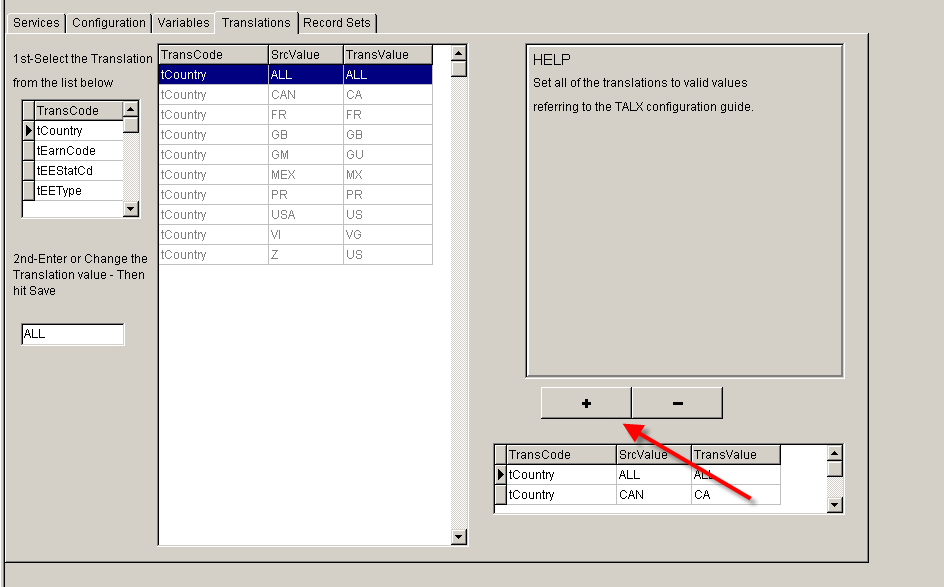 Services Configuration Variables Translations Record Sets
1st-Select the Translation
from the list below
TransCode
tCountry
tEarnCode
tEEStatCd
tEEType
2nd-Enter or Change the
Translation value - Then
hit Save
ALL
TransCode SrcValue TransValue
tCountry ALL ALL
tCountry CAN CA
tCountry FR FR
tCountry GB GB
tCountry GM GU
tCountry MEX MX
tCountry PR PR
tCountry USA US
tCountry VI VG
tCountry Z US
HELP
Set all of the translations to valid values
referring to the TALX configuration guide.
+ -
TransCode SrcValue TransValue
tCountry ALL ALL
tCountry CAN CA